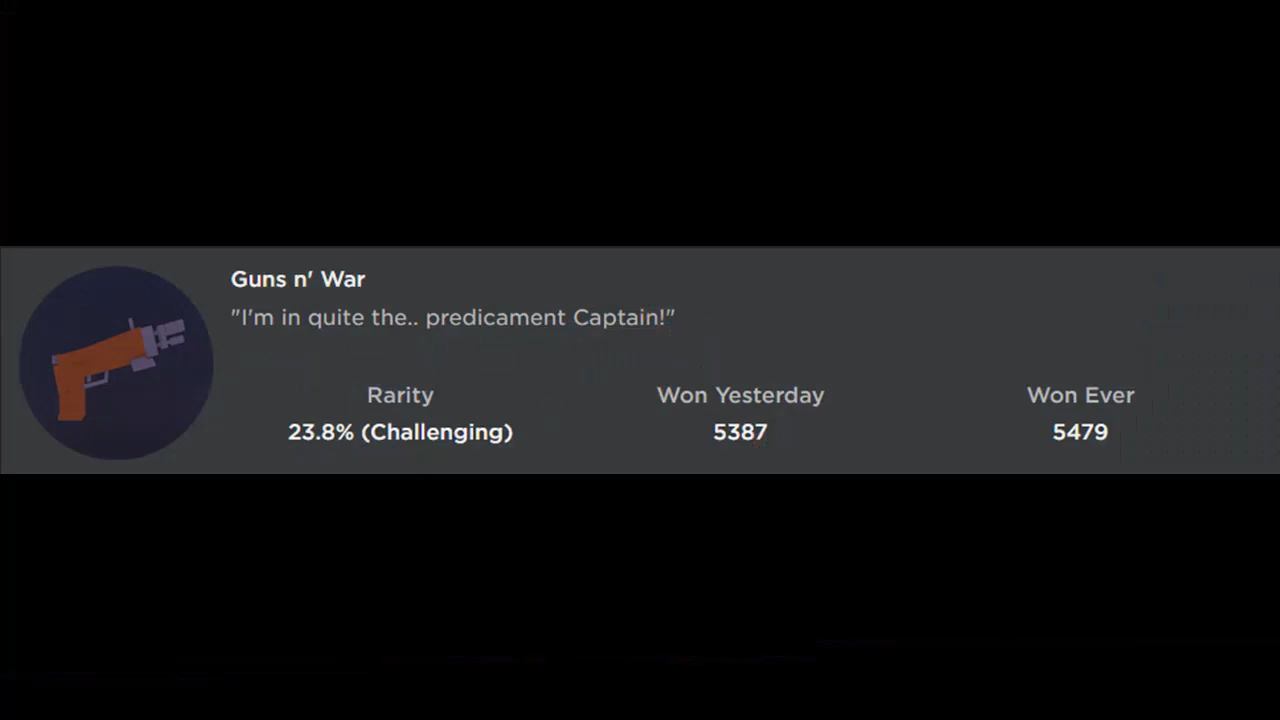 Guns n' War
"I'm in quite the.. predicament Captain!"
Rarity Won Yesterday Won Ever
23.8% (Challenging) 5387 5479